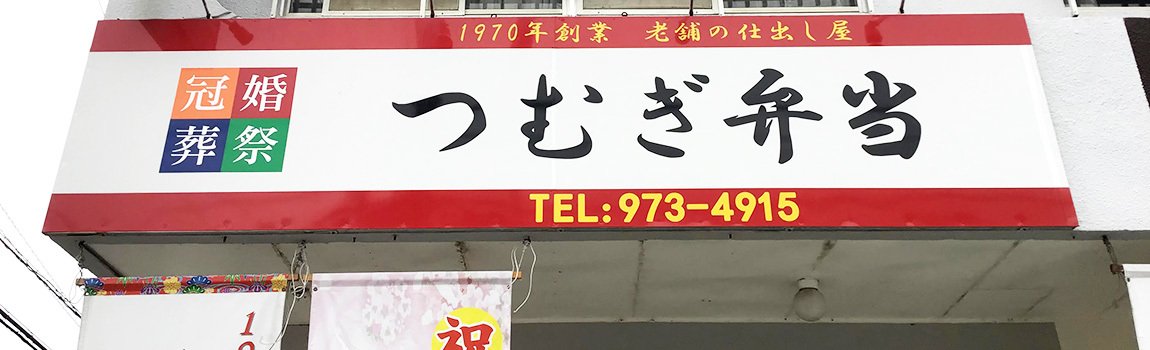 1970年創業　老舗の仕出し屋
冠婚
葬祭
つむぎ弁当
TEL:973-4915
祝